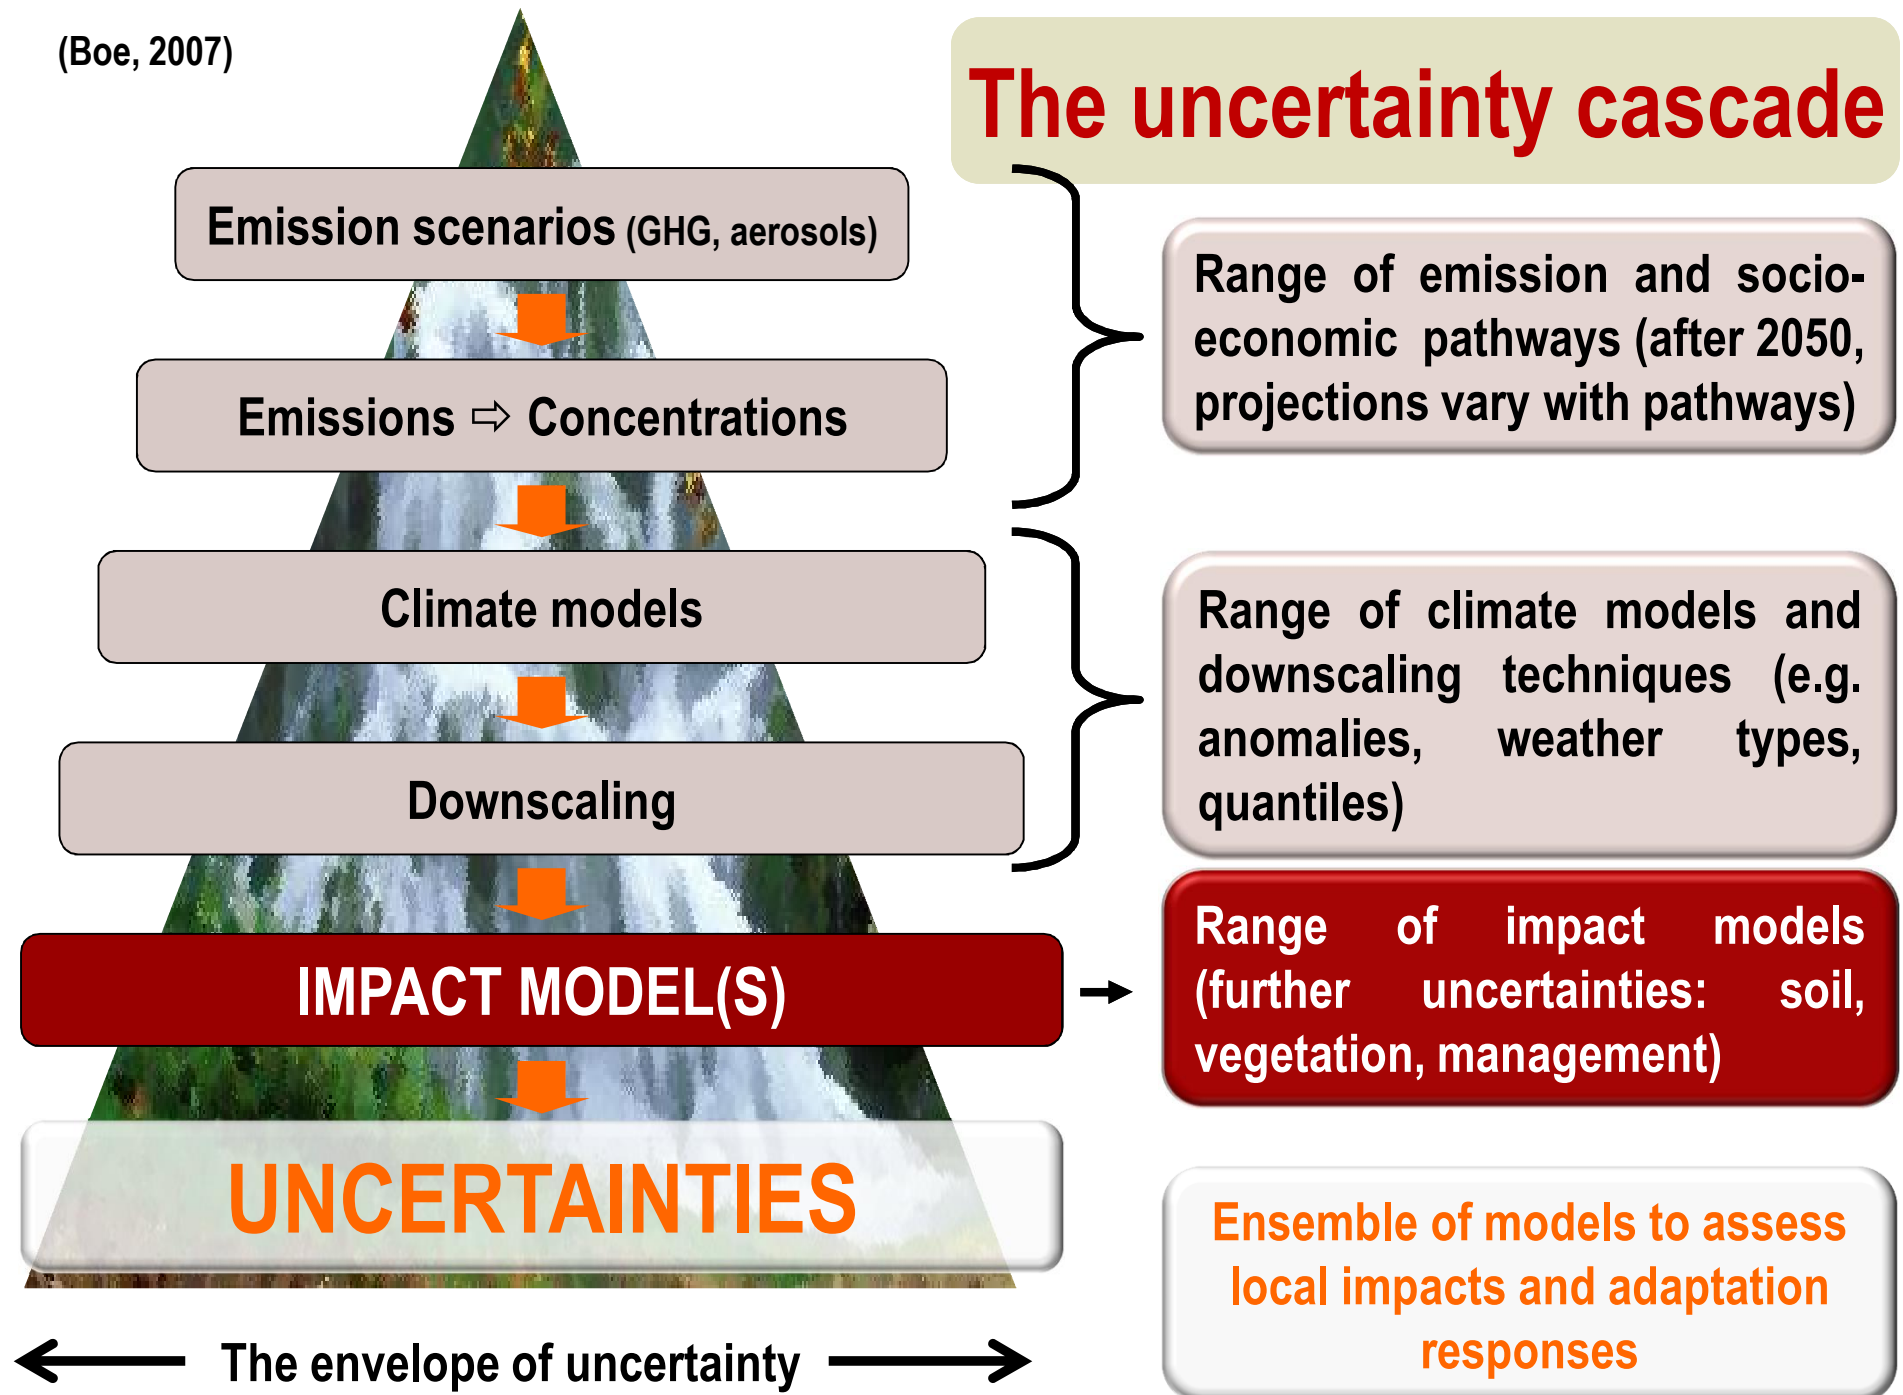 (Boe, 2007)
The uncertainty cascade
Emission scenarios (GHG, aerosols)
Emissions ⇨ Concentrations
Climate models
Downscaling
IMPACT MODEL(S)
UNCERTAINTIES
The envelope of uncertainty
Range of emission and socio-
economic pathways (after 2050,
projections vary with pathways)
Range of climate models and
downscaling techniques (e.g.
anomalies, weather types,
quantiles)
Range of impact models
(further uncertainties: soil,
vegetation, management)
Ensemble of models to assess
local impacts and adaptation
responses